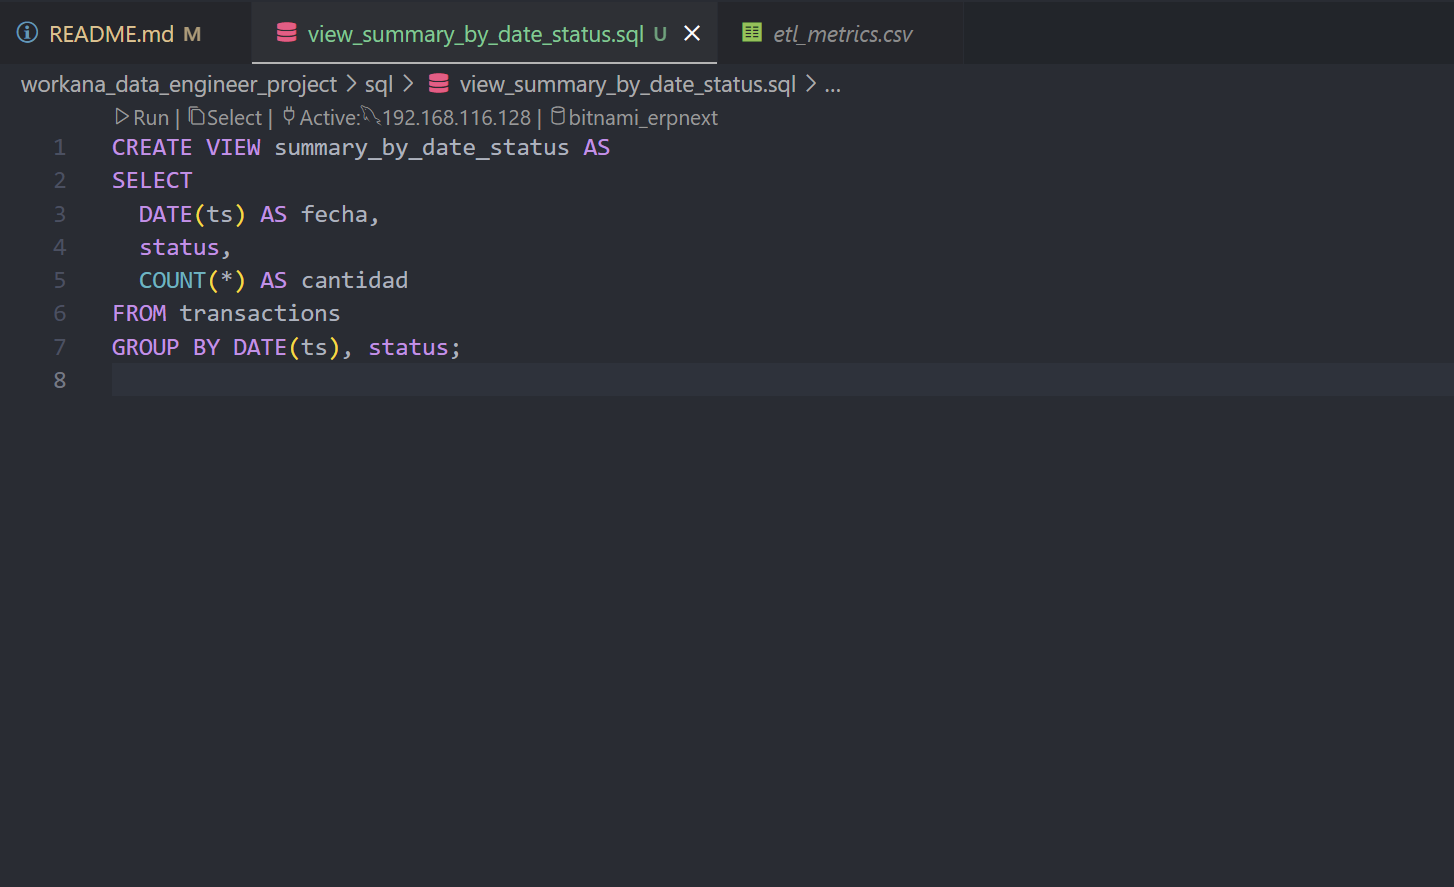 README.md M view_summary_by_date_status.sql U etl_metrics.csv
workana_data_engineer_project > sql > view_summary_by_date_status.sql > ...
Run | Select | Active: 192.168.116.128 | bitnami_erpnext
1 CREATE VIEW summary_by_date_status AS
2 SELECT
3 DATE(ts) AS fecha,
4 status,
5 COUNT(*) AS cantidad
6 FROM transactions
7 GROUP BY DATE(ts), status;
8